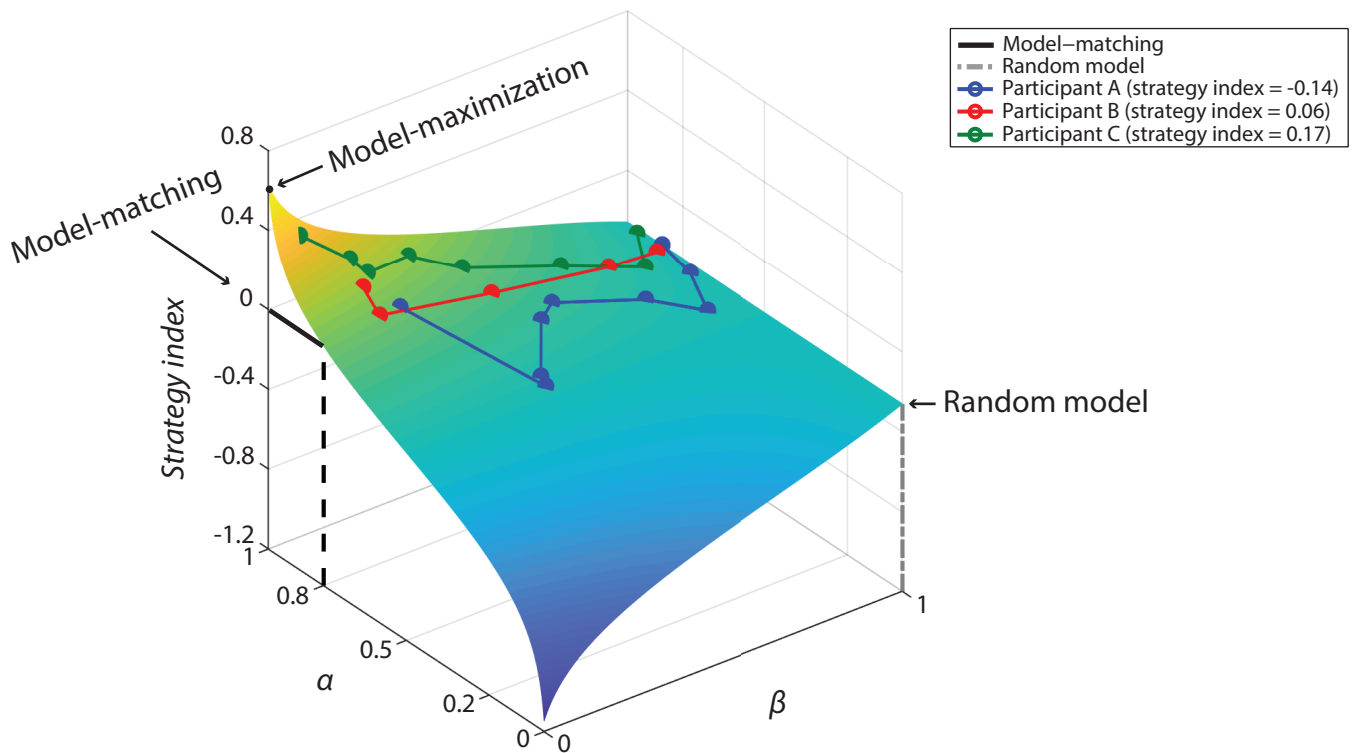 Model−matching
Random model
Participant A (strategy index = -0.14)
Participant B (strategy index = 0.06)
Participant C (strategy index = 0.17)
Model-maximization
Model-matching
Random model
Strategy index
0.8
0.4
0
-0.4
-0.8
-1.2
1
0.8
0.5
0.2
0
α
0
1
β